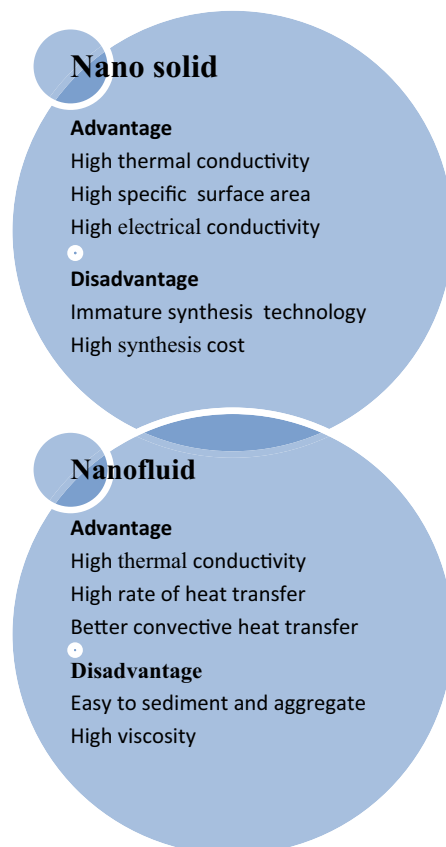 Nano solid
Advantage
High thermal conductivity
High specific surface area
High electrical conductivity
Disadvantage
Immature synthesis technology
High synthesis cost
Nanofluid
Advantage
High thermal conductivity
High rate of heat transfer
Better convective heat transfer
Disadvantage
Easy to sediment and aggregate
High viscosity